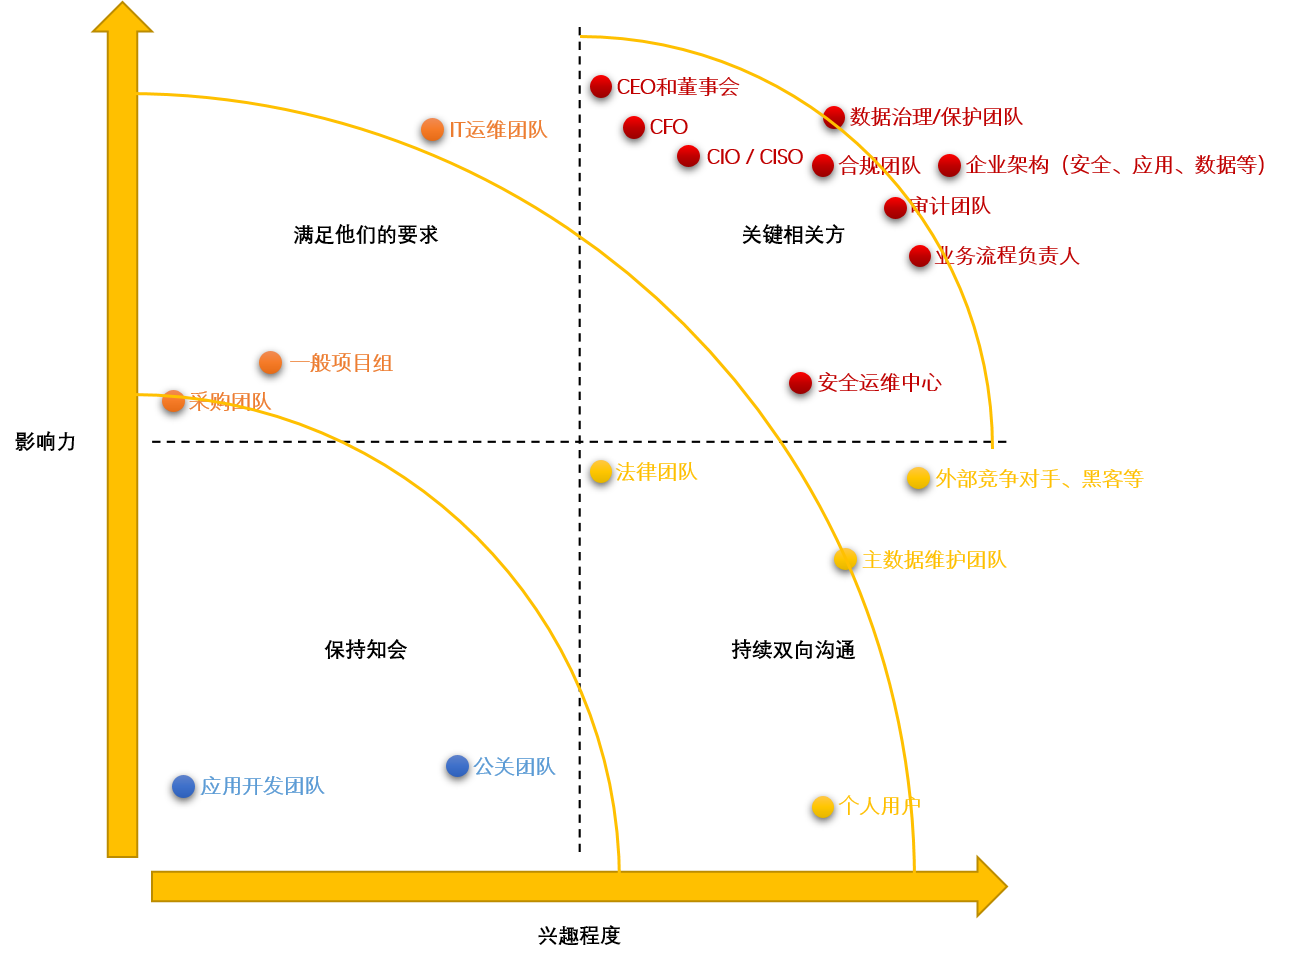 CEO和董事会
数据治理/保护团队
IT运维团队
CFO
CIO / CISO
合规团队
企业架构（安全、应用、数据等）
审计团队
满足他们的要求
关键相关方
业务流程负责人
一般项目组
安全运维中心
采购团队
影响力
法律团队
外部竞争对手、黑客等
主数据维护团队
保持知会
持续双向沟通
公关团队
应用开发团队
个人用户
兴趣程度